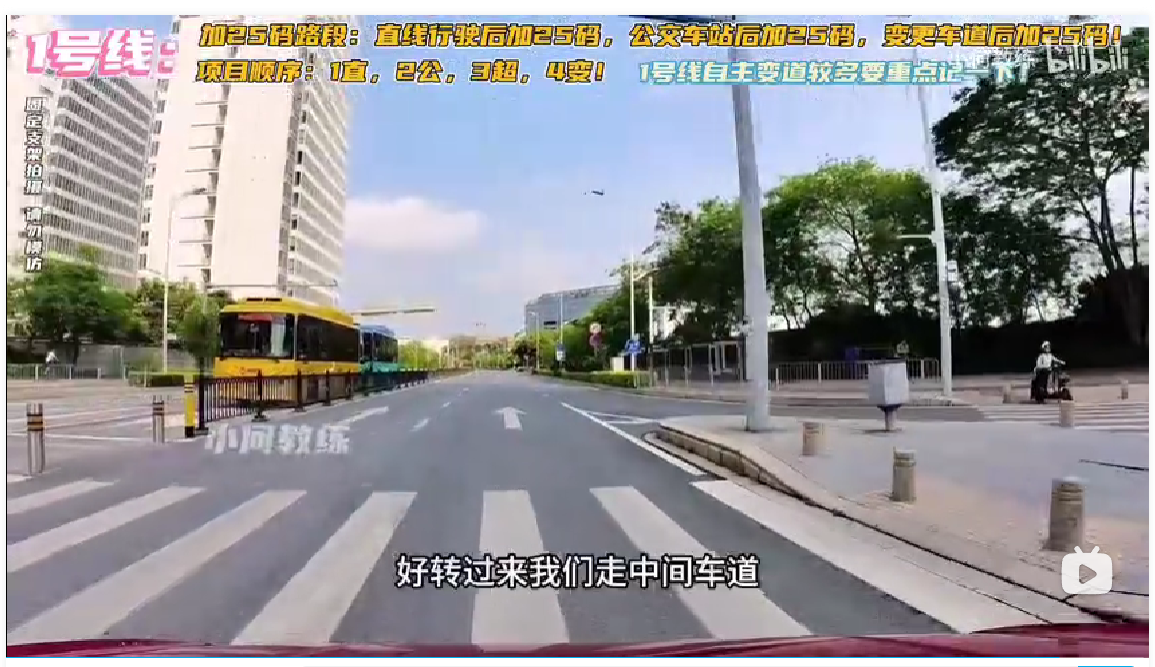 1号线:
加25码路段：直线行驶后加25码，公交车站后加25码，变更车道后加25码！
项目顺序：1直，2公，3超，4变！
1号线自主变道较多要重点记一下！
bilibili
固定支架拍摄 请勿模仿
小何教练
好转过来我们走中间车道